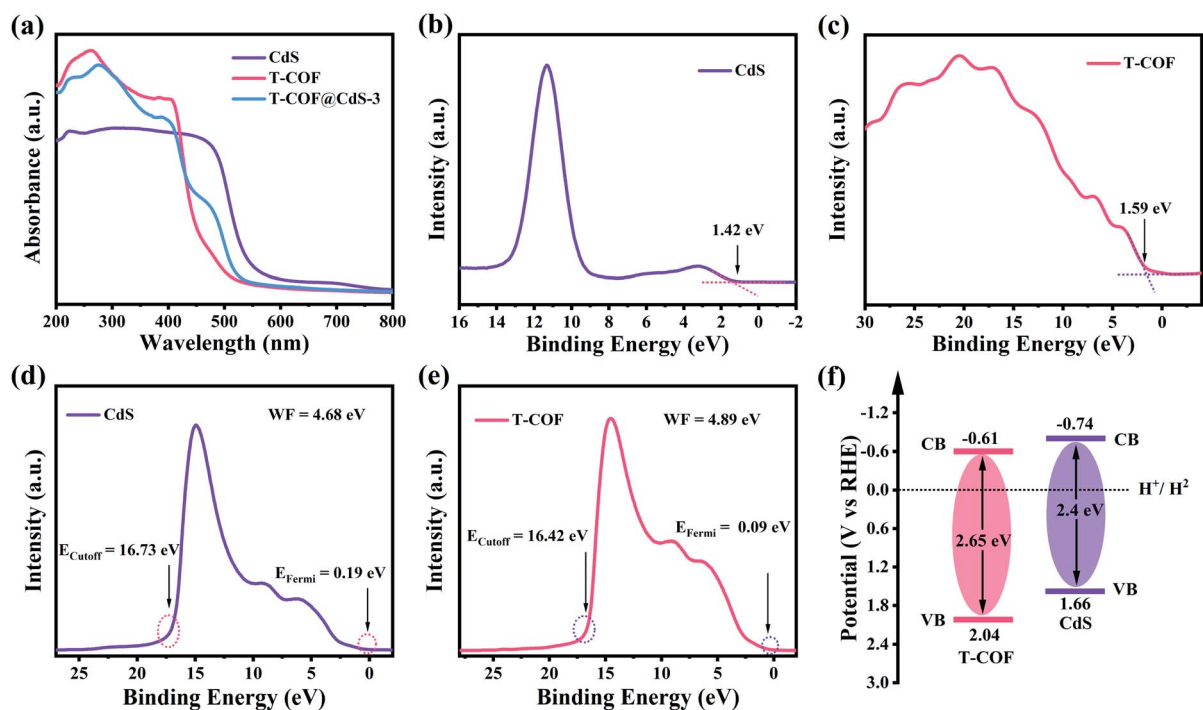 (a)
CdS
T-COF
T-COF@CdS-3
Absorbance (a.u.)
200 300 400 500 600 700 800
Wavelength (nm)
(b)
CdS
1.42 eV
Intensity (a.u.)
16 14 12 10 8 6 4 2 0 -2
Binding Energy (eV)
(c)
T-COF
1.59 eV
Intensity (a.u.)
30 25 20 15 10 5 0
Binding Energy (eV)
(d)
CdS
WF = 4.68 eV
E_Cutoff = 16.73 eV
E_Fermi = 0.19 eV
Intensity (a.u.)
25 20 15 10 5 0
Binding Energy (eV)
(e)
T-COF
WF = 4.89 eV
E_Cutoff = 16.42 eV
E_Fermi = 0.09 eV
Intensity (a.u.)
25 20 15 10 5 0
Binding Energy (eV)
(f)
Potential (V vs RHE)
-1.2
-0.6
0.0
0.6
1.2
1.8
2.4
3.0
-0.61
-0.74
CB
CB
H⁺/ H²
2.65 eV
2.4 eV
VB
VB
1.66
CdS
2.04
T-COF